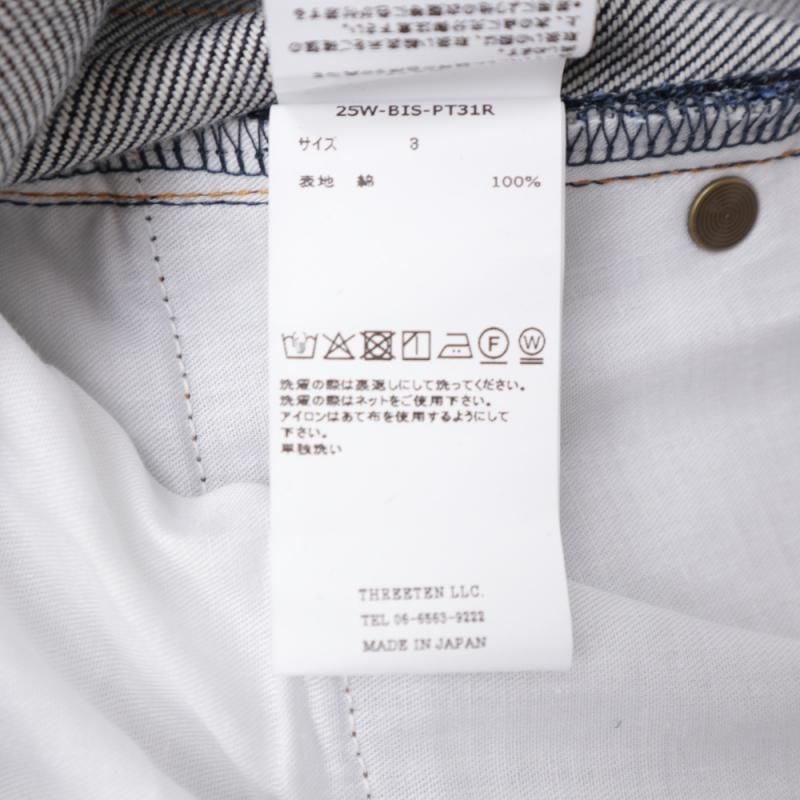 25W-BIS-PT31R
サイズ 3
表地 綿 100%
F W
洗濯の際は裏返しにして洗ってください。
洗濯の際はネットをご使用下さい。
アイロンはあて布を使用するようにして
下さい。
単独洗い
THREETEN LLC.
TEL 06-6563-9222
MADE IN JAPAN